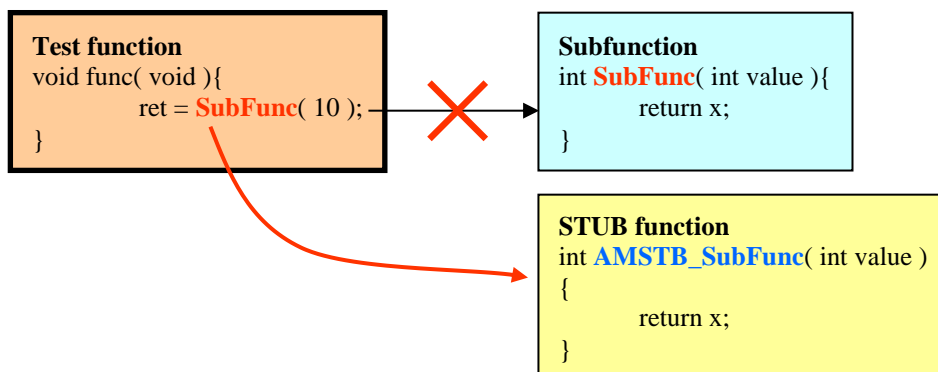 Test function
void func( void ){
ret = SubFunc( 10 );
}
Subfunction
int SubFunc( int value ){
return x;
}
STUB function
int AMSTB_SubFunc( int value )
{
return x;
}